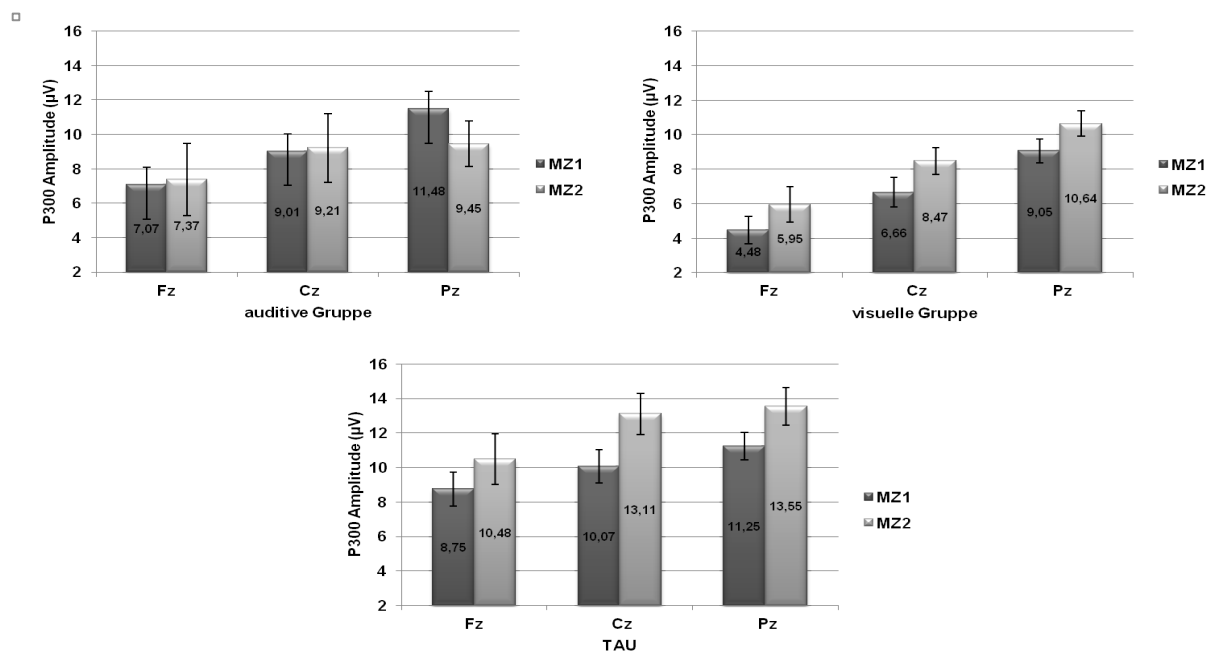 16
14
12
10
8
6
4
2
P300 Amplitude (µV)
7,07
7,37
9,01
9,21
11,48
9,45
Fz Cz Pz
auditive Gruppe
MZ1
MZ2
16
14
12
10
8
6
4
2
P300 Amplitude (µV)
4,48
5,95
6,66
8,47
9,05
10,64
Fz Cz Pz
visuelle Gruppe
MZ1
MZ2
16
14
12
10
8
6
4
2
P300 Amplitude (µV)
8,75
10,48
10,07
13,11
11,25
13,55
Fz Cz Pz
TAU
MZ1
MZ2